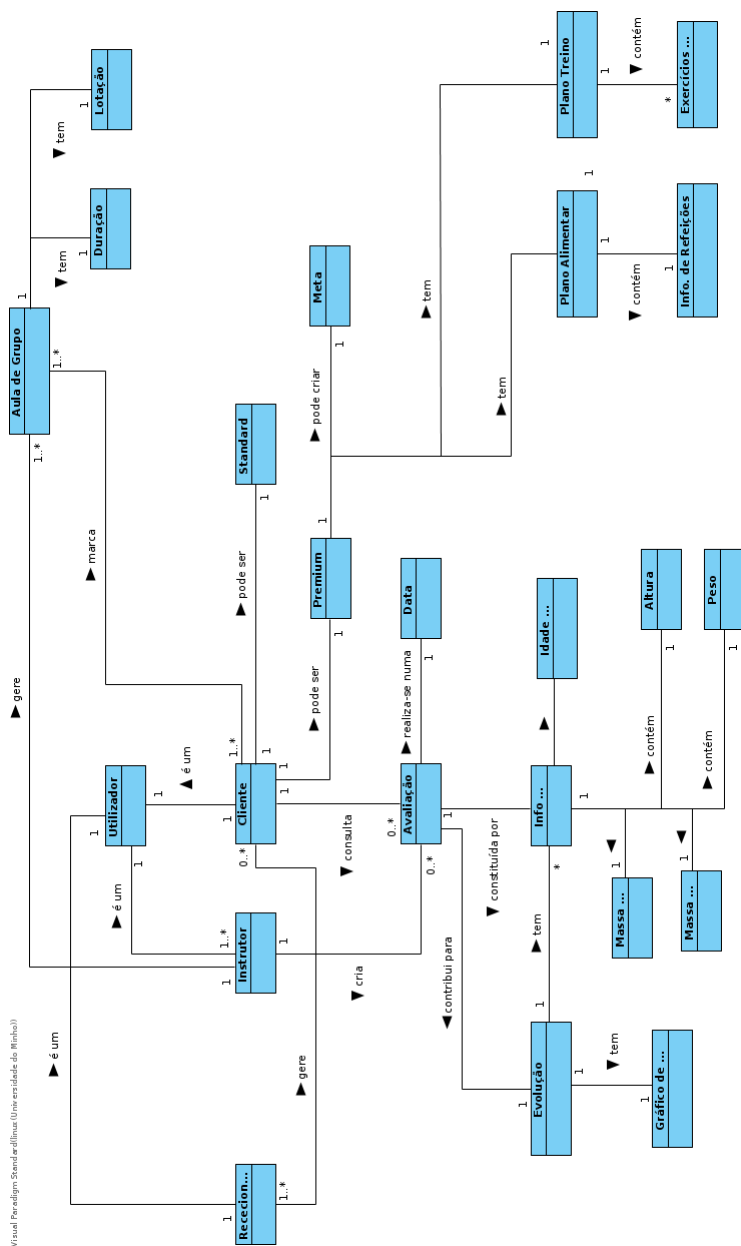 Visual Paradigm Standard(linux(Universidade do Minho))
Aula de Grupo
1
1..*
1..*
tem
1
Duração
tem
1
Lotação
gere
marca
Utilizador
1
1
1
é um
é um
é um
Rececion...
1
1..*
Instrutor
1
1..*
1
Cliente
0..*
1
1..*
1
1
1
Standard
1
pode ser
pode ser
Premium
1
1
pode criar
Meta
1
gere
cria
consulta
Avaliação
0..*
0..*
1
realiza-se numa
Data
1
tem
tem
Plano Alimentar
1
1
contém
1
Info. de Refeições
Plano Treino
1
1
contém
*
Exercícios ...
contribui para
constituída por
Evolução
1
1
1
tem
1
Gráfico de ...
tem
Info ...
*
1
Idade ...
Massa ...
1
Massa ...
1
contém
Altura
1
contém
Peso
1